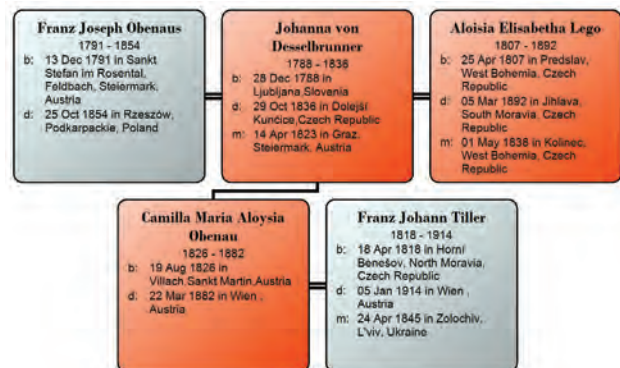 Franz Joseph Obenaus
1791 - 1854
b: 13 Dec 1791 in Sankt
Stefan im Rosental,
Feldbach, Steiermark,
Austria
d: 25 Oct 1854 in Rzeszów,
Podkarpackie, Poland
Johanna von
Desselbrunner
1788 - 1836
b: 28 Dec 1788 in
Ljubljana,Slovenia
d: 29 Oct 1836 in Dolejší
Kunčice,Czech Republic
m: 14 Apr 1823 in Graz,
Steiermark, Austria
Aloisia Elisabetha Lego
1807 - 1892
b: 25 Apr 1807 in Predslav,
West Bohemia, Czech
Republic
d: 05 Mar 1892 in Jihlava,
South Moravia, Czech
Republic
m: 01 May 1838 in Kolinec,
West Bohemia, Czech
Republic
Camilla Maria Aloysia
Obenau
1826 - 1882
b: 19 Aug 1826 in
Villach,Sankt Martin,Austria
d: 22 Mar 1882 in Wien ,
Austria
Franz Johann Tiller
1818 - 1914
b: 18 Apr 1818 in Horní
Benešov, North Moravia,
Czech Republic
d: 05 Jan 1914 in Wien ,
Austria
m: 24 Apr 1845 in Zolochiv,
L'viv, Ukraine